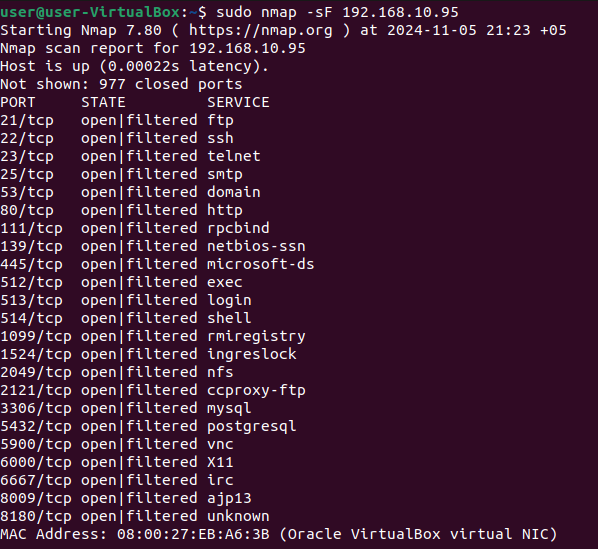 user@user-VirtualBox:~$ sudo nmap -sF 192.168.10.95
Starting Nmap 7.80 ( https://nmap.org ) at 2024-11-05 21:23 +05
Nmap scan report for 192.168.10.95
Host is up (0.00022s latency).
Not shown: 977 closed ports
PORT     STATE         SERVICE
21/tcp   open|filtered ftp
22/tcp   open|filtered ssh
23/tcp   open|filtered telnet
25/tcp   open|filtered smtp
53/tcp   open|filtered domain
80/tcp   open|filtered http
111/tcp  open|filtered rpcbind
139/tcp  open|filtered netbios-ssn
445/tcp  open|filtered microsoft-ds
512/tcp  open|filtered exec
513/tcp  open|filtered login
514/tcp  open|filtered shell
1099/tcp open|filtered rmiregistry
1524/tcp open|filtered ingreslock
2049/tcp open|filtered nfs
2121/tcp open|filtered ccproxy-ftp
3306/tcp open|filtered mysql
5432/tcp open|filtered postgresql
5900/tcp open|filtered vnc
6000/tcp open|filtered X11
6667/tcp open|filtered irc
8009/tcp open|filtered ajp13
8180/tcp open|filtered unknown
MAC Address: 08:00:27:EB:A6:3B (Oracle VirtualBox virtual NIC)